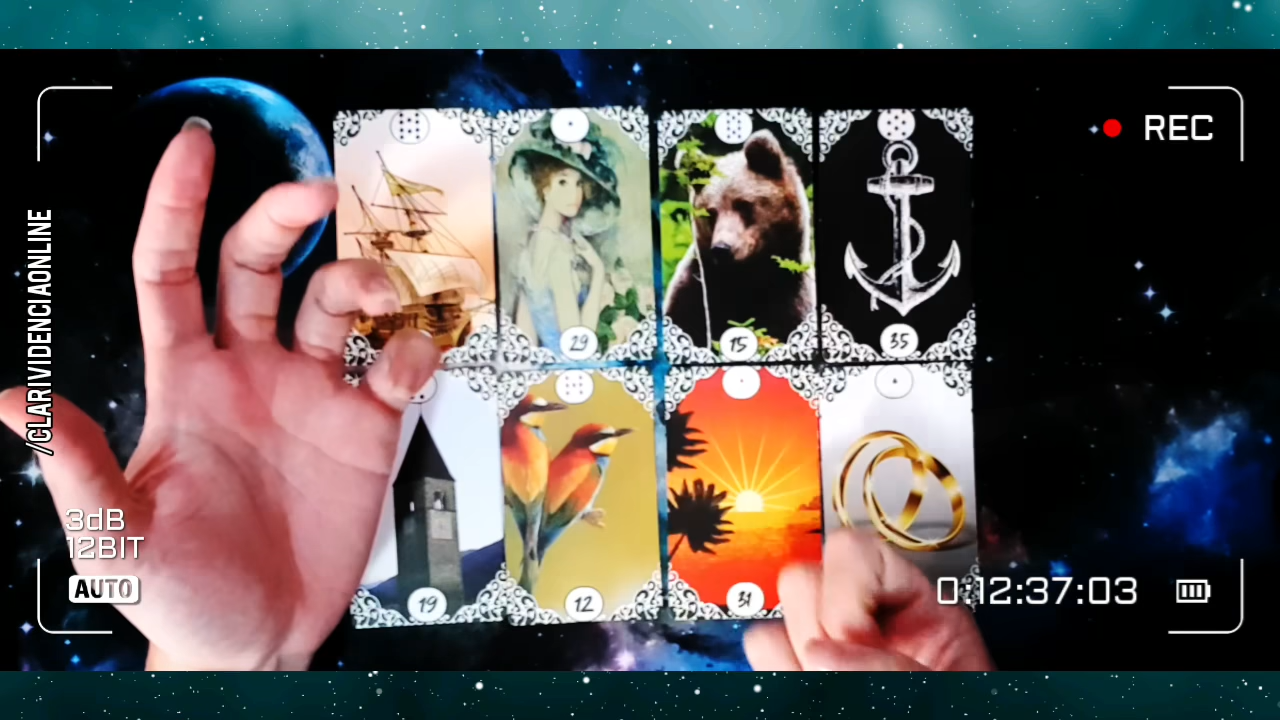 REC
/CLARIVIDENCIAONLINE
29
15
35
19
12
31
3dB
12BIT
AUTO
0:12:37:03